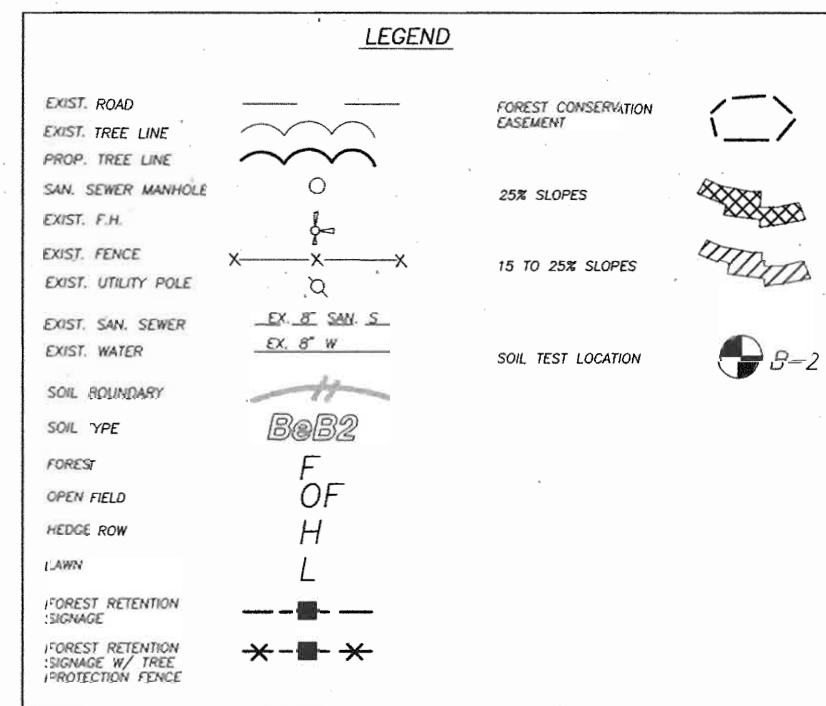 LEGEND
EXIST. ROAD
EXIST. TREE LINE
PROP. TREE LINE
SAN. SEWER MANHOLE
EXIST. F.H.
EXIST. FENCE
X X X
EXIST. UTILITY POLE
EXIST. SAN. SEWER EX. 8" SAN. S
EXIST. WATER EX. 8" W
SOIL BOUNDARY
SOIL YPE BeB2
FOREST F
OPEN FIELD OF
HEDGE ROW H
LAWN L
FOREST RETENTION
SIGNAGE
FOREST RETENTION
SIGNAGE W/ TREE
PROTECTION FENCE
FOREST CONSERVATION
EASEMENT
25% SLOPES
15 TO 25% SLOPES
SOIL TEST LOCATION B-2